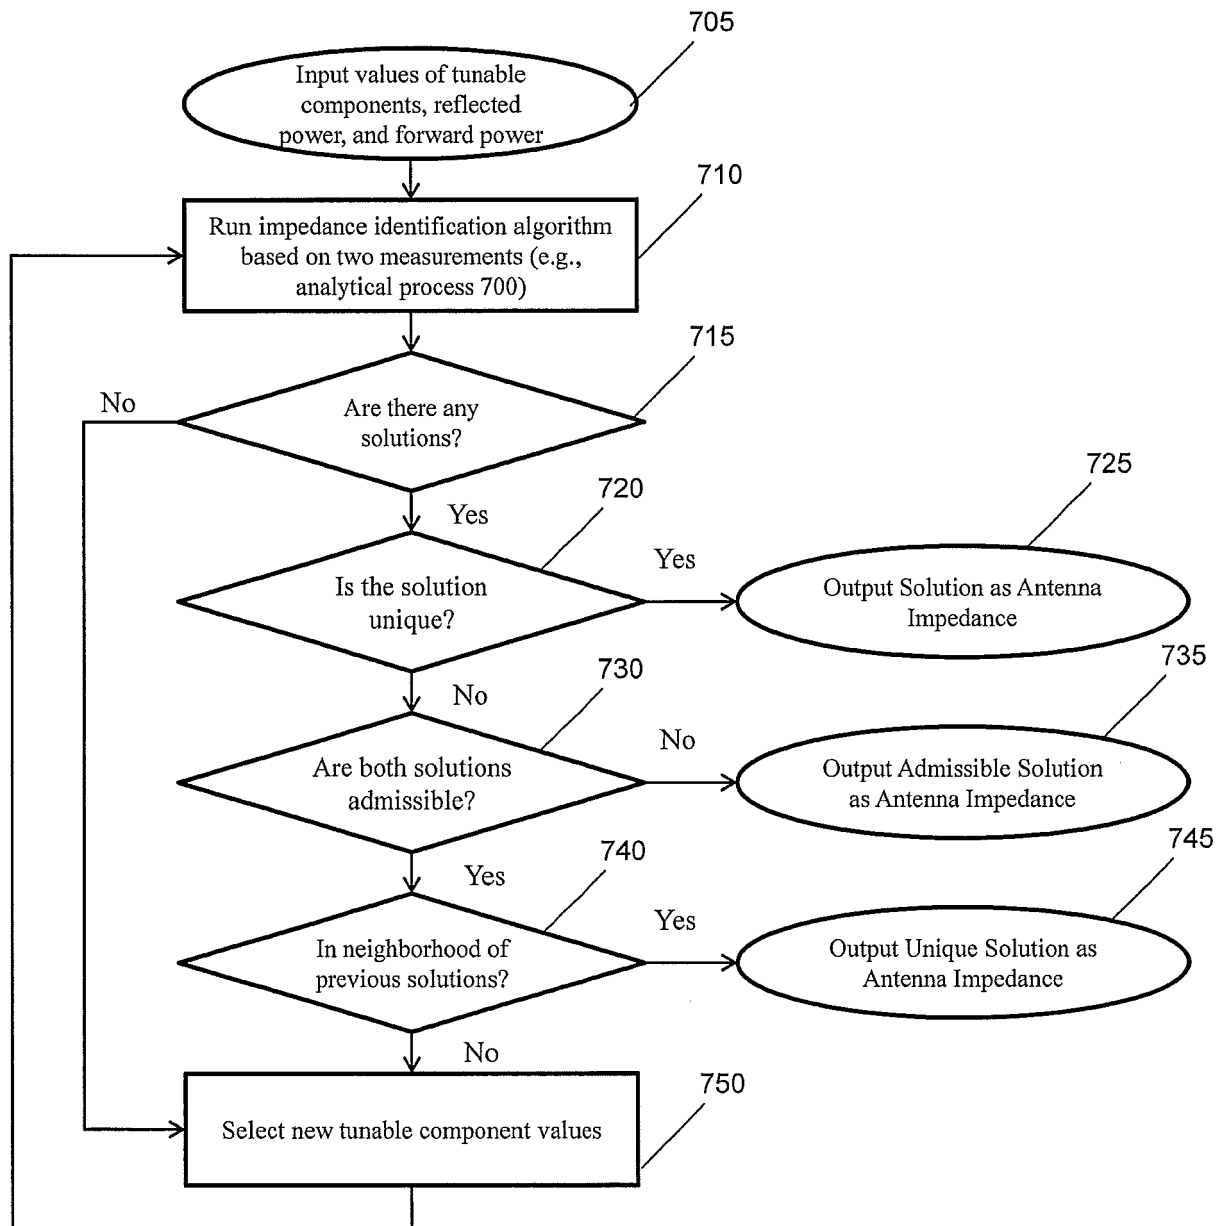 705
Input values of tunable
components, reflected
power, and forward power
710
Run impedance identification algorithm
based on two measurements (e.g.,
analytical process 700)
715
No
Are there any
solutions?
720
Yes
725
Is the solution
unique?
Yes
Output Solution as Antenna
Impedance
730
No
735
Are both solutions
admissible?
No
Output Admissible Solution
as Antenna Impedance
740
Yes
745
In neighborhood of
previous solutions?
Yes
Output Unique Solution as
Antenna Impedance
No
750
Select new tunable component values